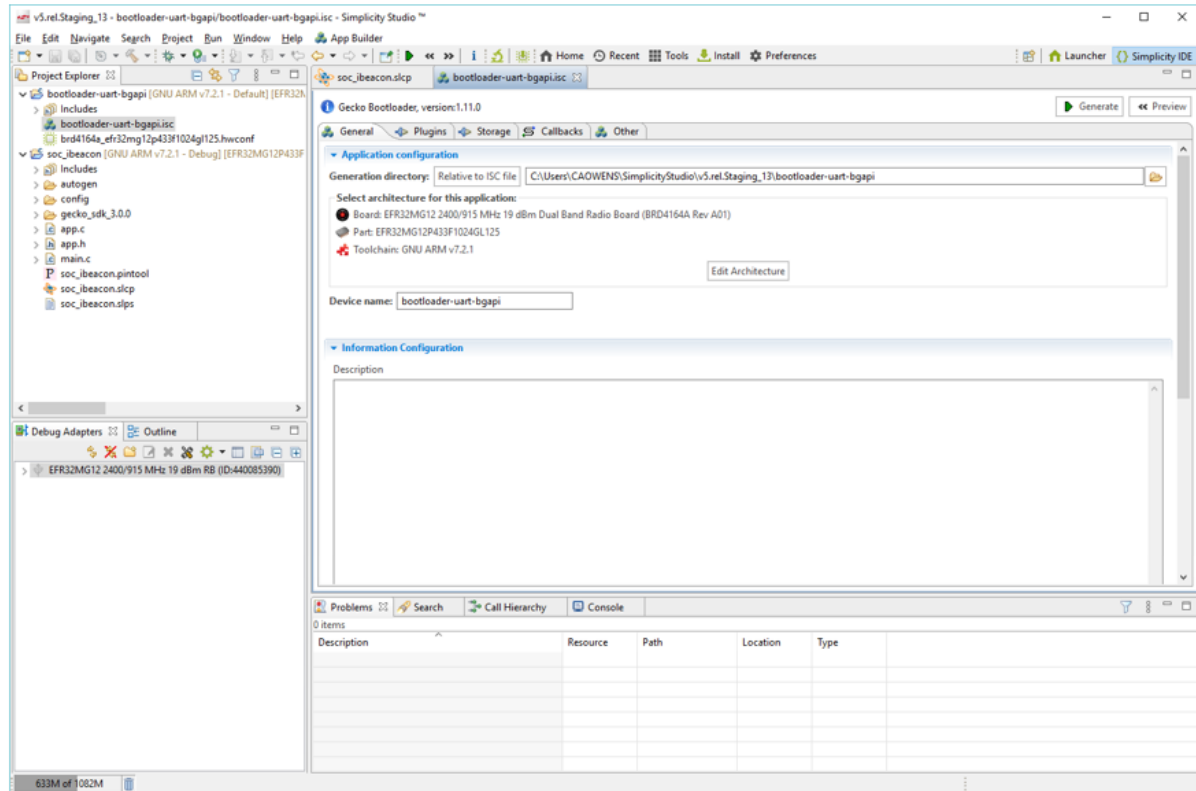 v5.rel.Staging_13 - bootloader-uart-bgapi/bootloader-uart-bgapi.isc - Simplicity Studio ™
File Edit Navigate Search Project Run Window Help App Builder
Home Recent Tools Install Preferences Launcher Simplicity IDE
Project Explorer
bootloader-uart-bgapi [GNU ARM v7.2.1 - Default] [EFR32N
Includes
bootloader-uart-bgapi.isc
brd4164a_efr32mg12p433f1024gl125.hwconf
soc_ibeacon [GNU ARM v7.2.1 - Debug] [EFR32MG12P433F
Includes
autogen
config
gecko_sdk_3.0.0
app.c
app.h
main.c
soc_ibeacon.pintool
soc_ibeacon.slcp
soc_ibeacon.slps
Debug Adapters Outline
EFR32MG12 2400/915 MHz 19 dBm RB (ID:440085390)
soc_ibeacon.slcp bootloader-uart-bgapi.isc
Gecko Bootloader, version:1.11.0 Generate Preview
General Plugins Storage Callbacks Other
Application configuration
Generation directory: Relative to ISC file C:\Users\CAOWENS\SimplicityStudio\v5.rel.Staging_13\bootloader-uart-bgapi
Select architecture for this application:
Board: EFR32MG12 2400/915 MHz 19 dBm Dual Band Radio Board (BRD4164A Rev A01)
Part: EFR32MG12P433F1024GL125
Toolchain: GNU ARM v7.2.1
Edit Architecture
Device name: bootloader-uart-bgapi
Information Configuration
Description
Problems Search Call Hierarchy Console
0 items
Description Resource Path Location Type
633M of 1082M